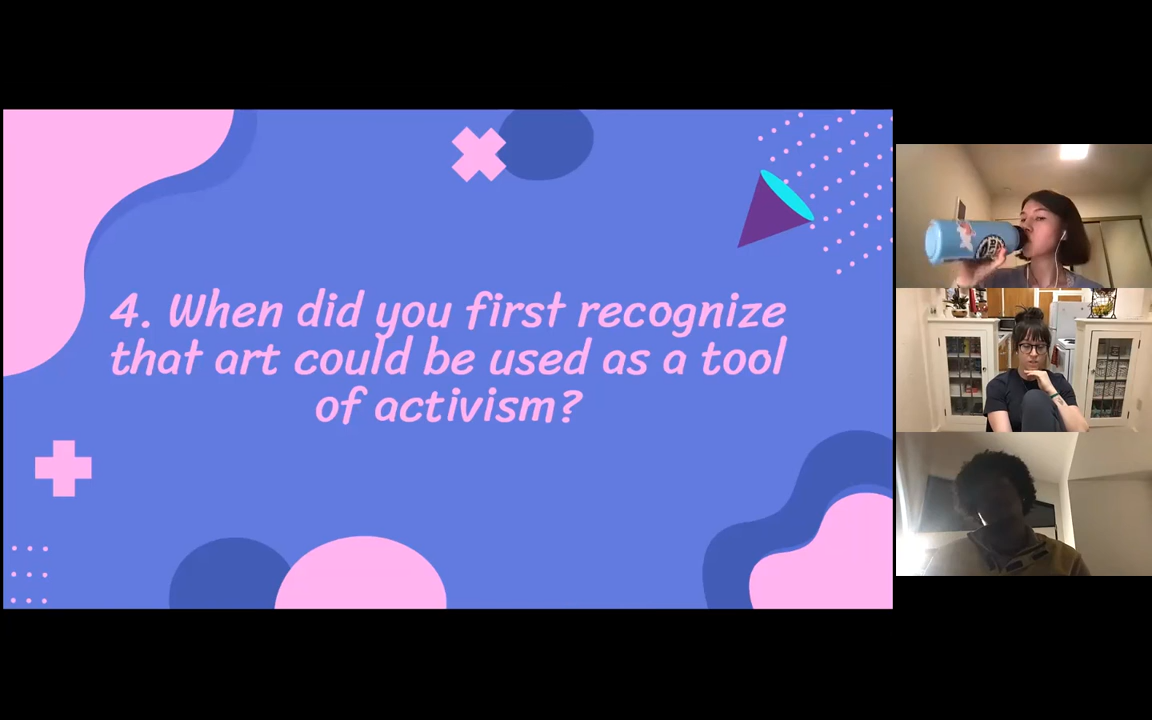 4. When did you first recognize
that art could be used as a tool
of activism?